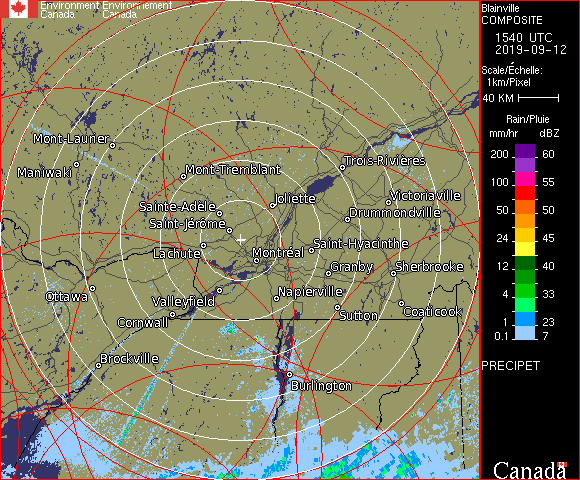 Environment Environnement
Canada Canada
Blainville
COMPOSITE
1540 UTC
2019-09-12
Scale/Échelle:
1km/Pixel
40 KM
Rain/Pluie
mm/hr dBZ
200 60
100 55
50 50
24 45
12 40
4 33
1 23
0.1 7
PRECIPET
Canada
Mont-Laurier
Maniwaki
Mont-Tremblant
Trois-Rivières
Joliette
Victoriaville
Sainte-Adele
Drummondville
Saint-Jérôme
Saint-Hyacinthe
Lachute
Montréal
Granby
Sherbrooke
Ottawa
Valleyfield
Napierville
Coaticook
Sutton
Cornwall
Brockville
Burlington